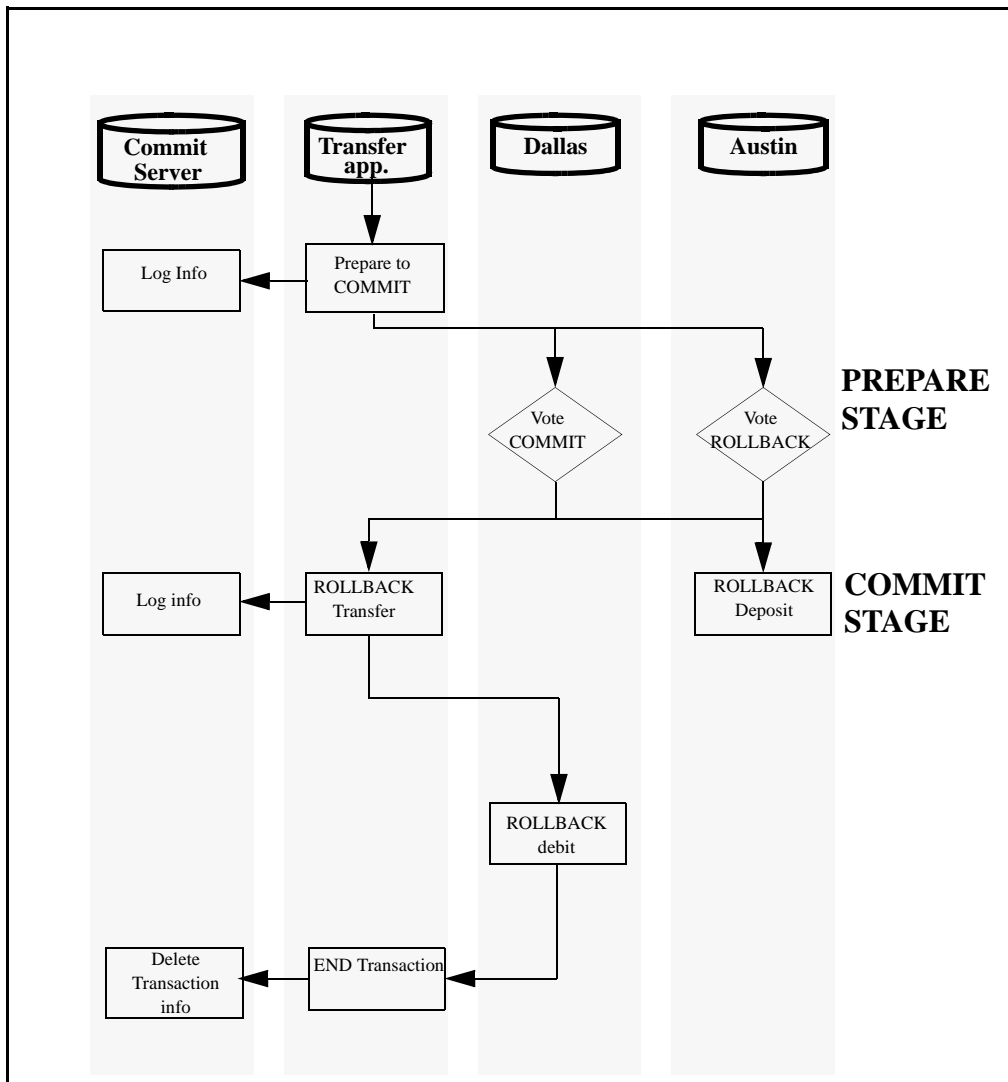 Commit
Server
Transfer
app.
Dallas
Austin
Log Info
Prepare to
COMMIT
Vote
COMMIT
Vote
ROLLBACK
PREPARE
STAGE
Log info
ROLLBACK
Transfer
ROLLBACK
Deposit
COMMIT
STAGE
ROLLBACK
debit
Delete
Transaction
info
END Transaction